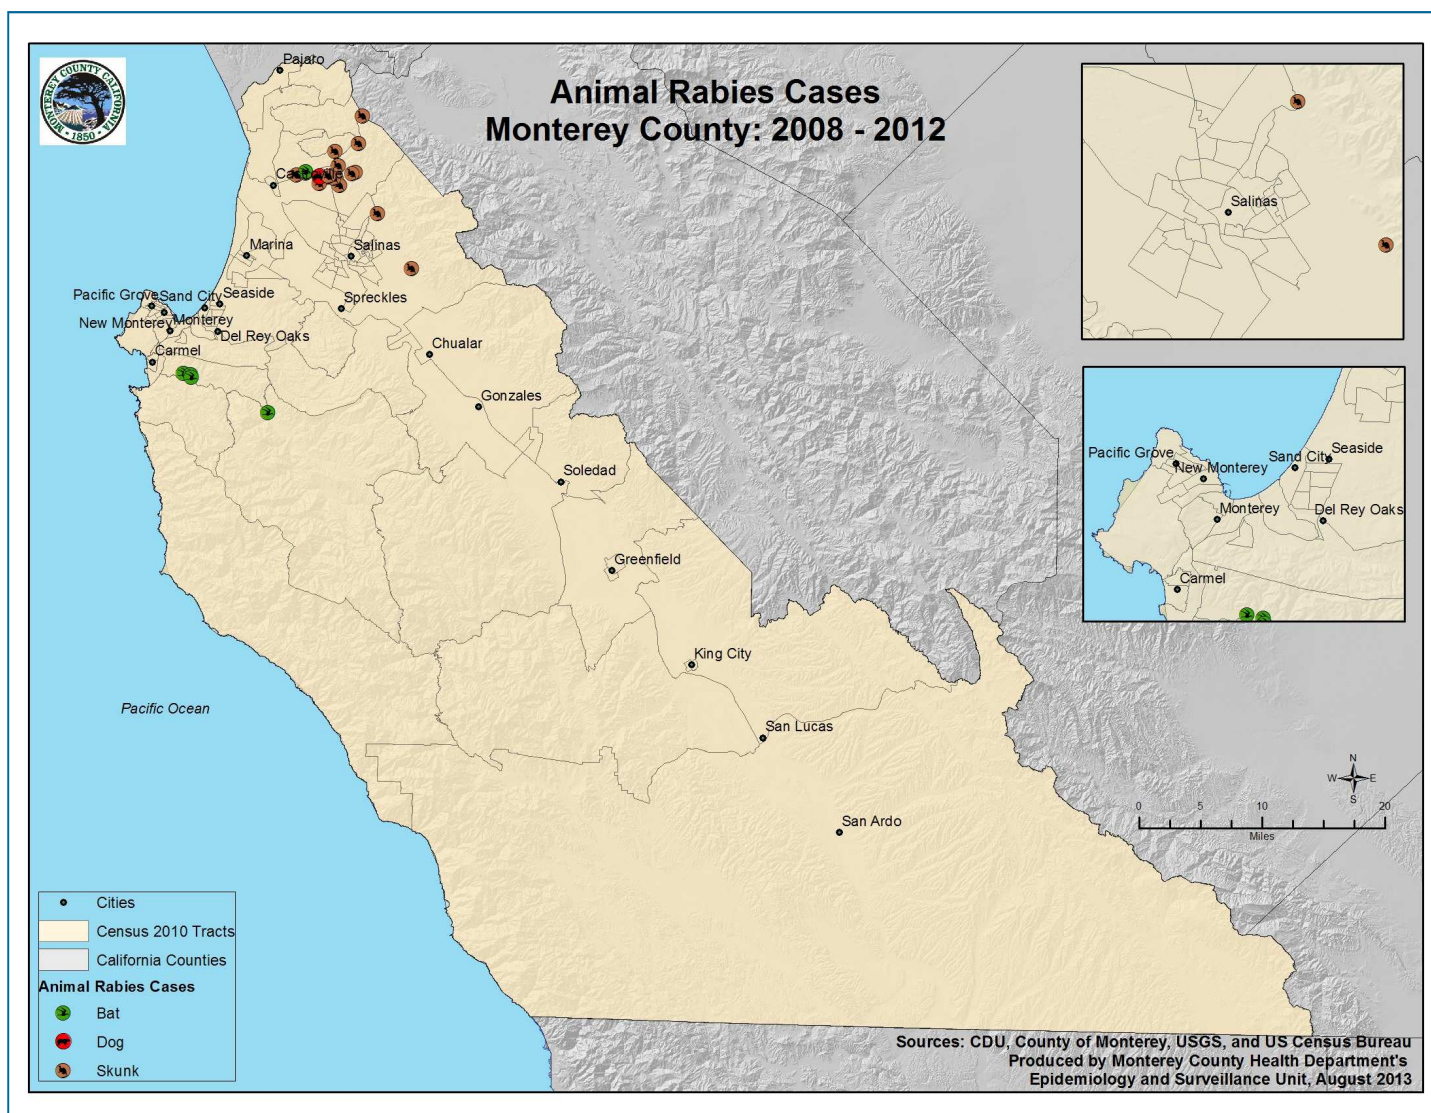 Animal Rabies Cases
Monterey County: 2008 - 2012
MONTEREY COUNTY CALIFORNIA
1850
Pajaro
Castroville
Marina
Salinas
Pacific Grove
Sand City
Seaside
Spreckles
New Monterey
Monterey
Del Rey Oaks
Carmel
Chualar
Gonzales
Soledad
Greenfield
King City
San Lucas
San Ardo
Pacific Ocean
Salinas
Pacific Grove
New Monterey
Sand City
Seaside
Monterey
Del Rey Oaks
Carmel
N
W
E
S
0 5 10 20
Miles
Cities
Census 2010 Tracts
California Counties
Animal Rabies Cases
Bat
Dog
Skunk
Sources: CDU, County of Monterey, USGS, and US Census Bureau
Produced by Monterey County Health Department's
Epidemiology and Surveillance Unit, August 2013